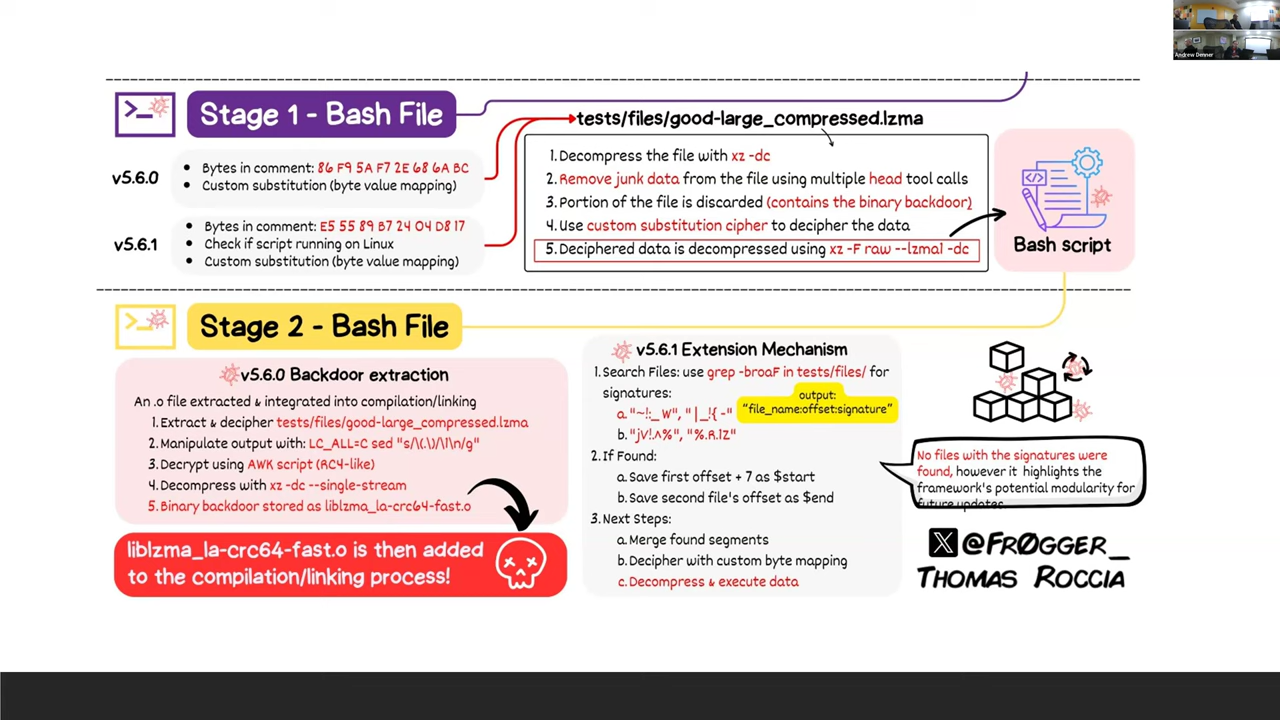 Andrew Denner
Stage 1 - Bash File
tests/files/good-large_compressed.lzma
v5.6.0
• Bytes in comment: 86 F9 5A F7 2E 68 6A BC
• Custom substitution (byte value mapping)
v5.6.1
• Bytes in comment: E5 55 89 B7 24 04 D8 17
• Check if script running on Linux
• Custom substitution (byte value mapping)
1. Decompress the file with xz -dc
2. Remove junk data from the file using multiple head tool calls
3. Portion of the file is discarded (contains the binary backdoor)
4. Use custom substitution cipher to decipher the data
5. Deciphered data is decompressed using xz -F raw --lzma1 -dc
Bash script
Stage 2 - Bash File
v5.6.0 Backdoor extraction
An .o file extracted & integrated into compilation/linking
1. Extract & decipher tests/files/good-large_compressed.lzma
2. Manipulate output with: LC_ALL=C sed "s/\(.\)/\1\n/g"
3. Decrypt using AWK script (RC4-like)
4. Decompress with xz -dc --single-stream
5. Binary backdoor stored as liblzma_la-crc64-fast.o
liblzma_la-crc64-fast.o is then added
to the compilation/linking process!
v5.6.1 Extension Mechanism
1. Search Files: use grep -broaF in tests/files/ for
signatures:
a. "~!:_ W", "|_!{ -"
b. "jV!.^%", "%.R.1Z"
output:
"file_name:offset:signature"
2. If Found:
a. Save first offset + 7 as $start
b. Save second file's offset as $end
3. Next Steps:
a. Merge found segments
b. Decipher with custom byte mapping
c. Decompress & execute data
No files with the signatures were
found, however it highlights the
framework's potential modularity for
future updates
@FR0GGER_
THOMAS ROCCIA